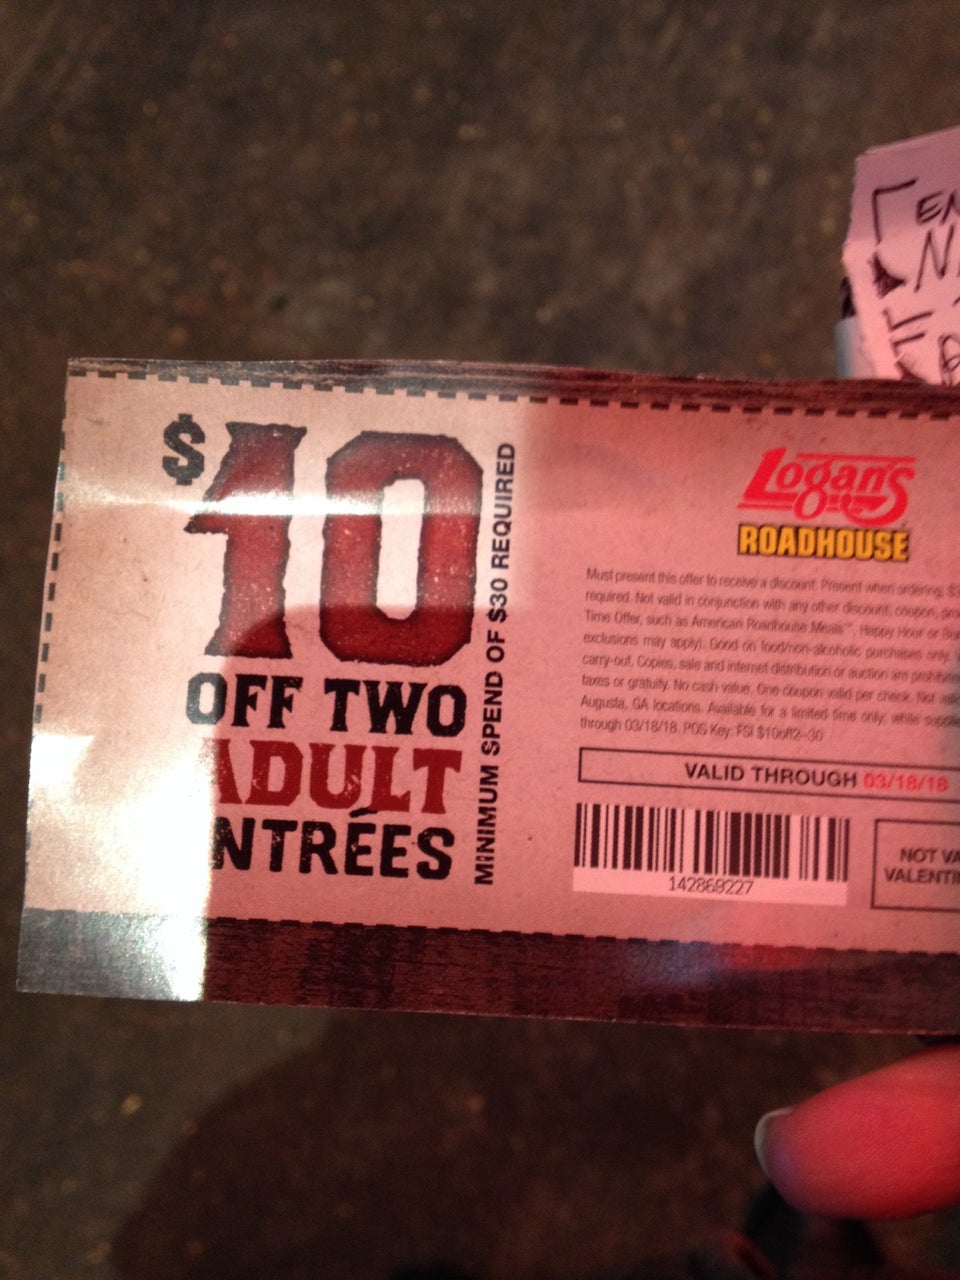 $10
OFF TWO
ADULT
ENTRÉES
MINIMUM SPEND OF $30 REQUIRED
Logan's
ROADHOUSE
Must present this offer to receive a discount. Present when ordering.
required. Not valid in conjunction with any other discount, coupon,
Time Offer, such as American Roadhouse Meals™, Happy Hour or
exclusions may apply). Good on food/non-alcoholic purchases only.
carry-out. Copies, sale and internet distribution or auction are
taxes or gratuity. No cash value. One coupon valid per check. Not
Augusta, GA locations. Available for a limited time only; while
through 03/18/18. POS Key: FSI $10off2-30
VALID THROUGH 03/18/18
142869227
NOT VA
VALENTI
EN